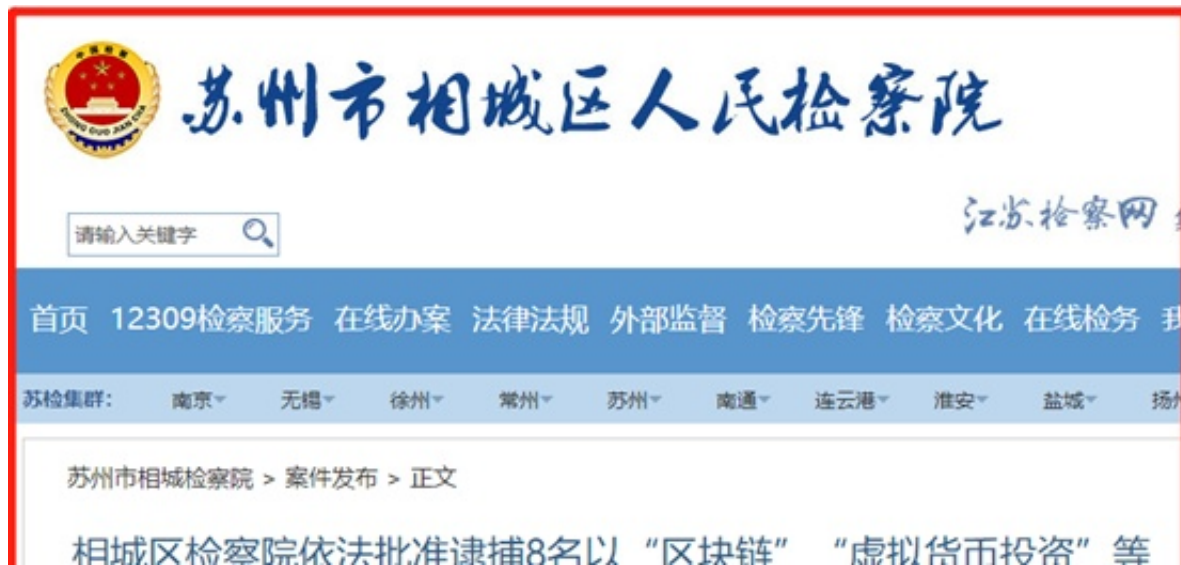 苏州市相城区人民检察院
请输入关键字
江苏检察网
首页 12309检察服务 在线办案 法律法规 外部监督 检察先锋 检察文化 在线检务
苏检集群： 南京 无锡 徐州 常州 苏州 南通 连云港 淮安 盐城
苏州市相城检察院 > 案件发布 > 正文
相城区检察院依法批准逮捕8名以“区块链”“虚拟货币投资”等